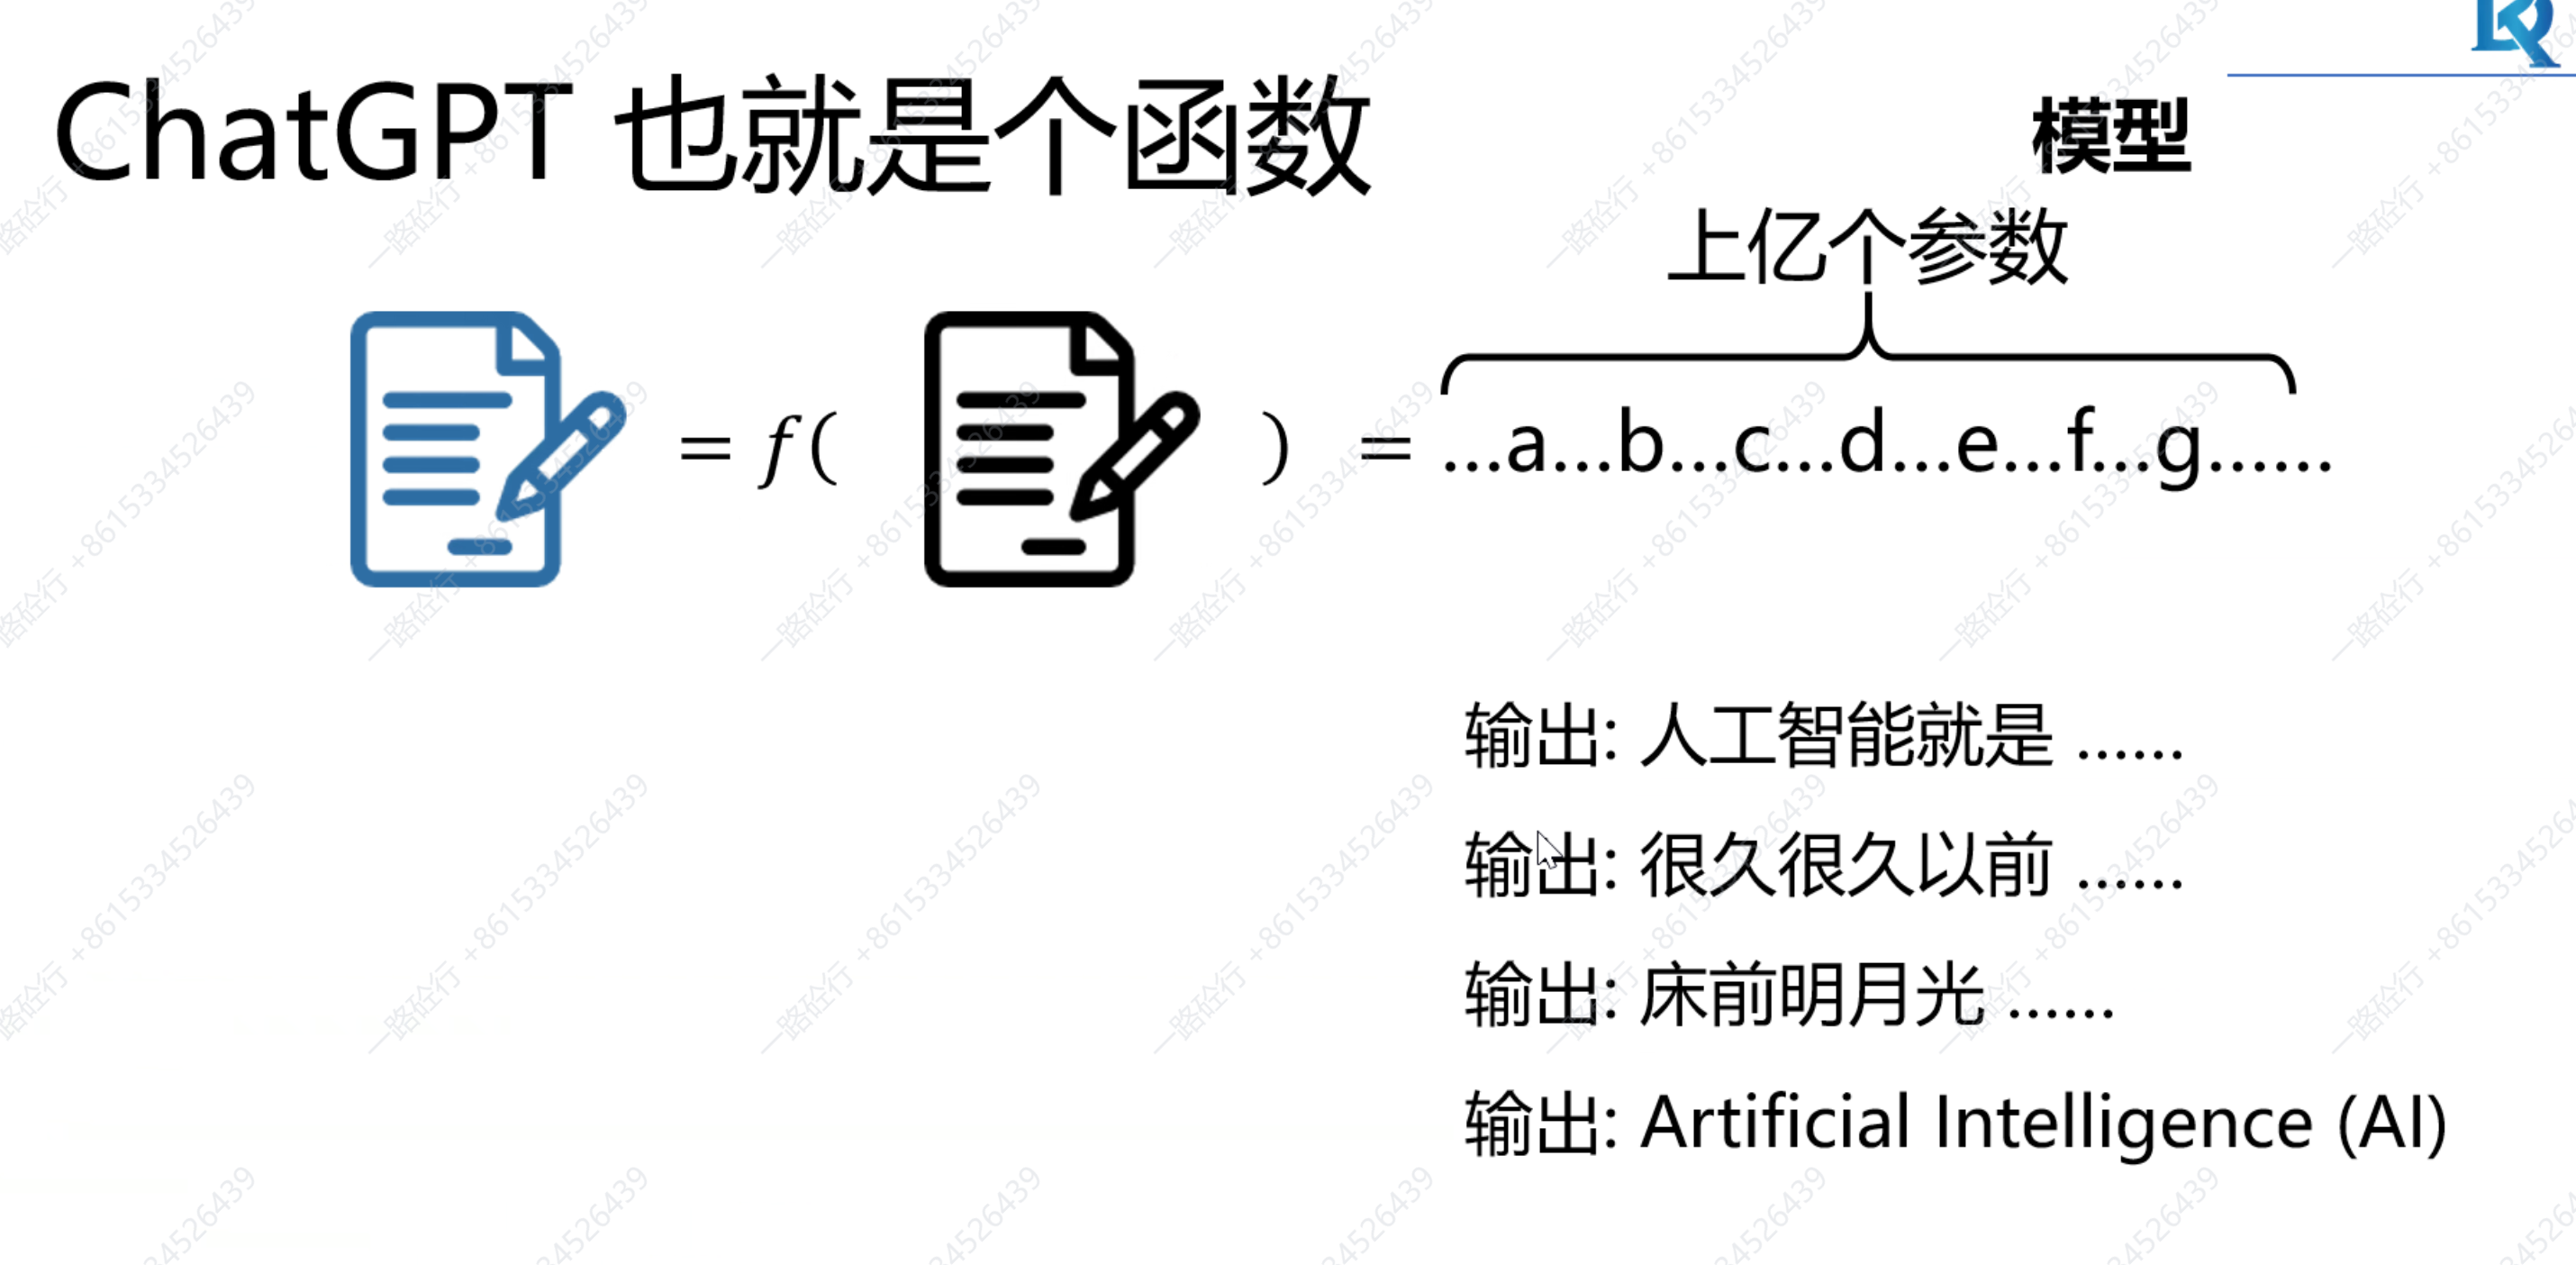 ChatGPT 也就是个函数
模型
上亿个参数
= f( ) = ...a...b...c...d...e...f...g......
输出: 人工智能就是 ......
输出: 很久很久以前 ......
输出: 床前明月光 ......
输出: Artificial Intelligence (AI)
一路砼行 +8615334526439